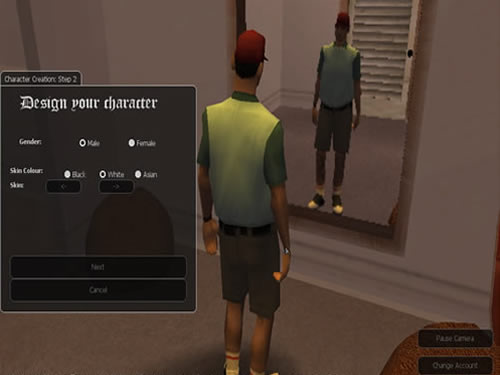 Character Creation: Step 2
Design your character
Gender: Male Female
Skin Colour: Black White Asian
Skin: <- ->
Next
Cancel
Pause Camera
Change Account